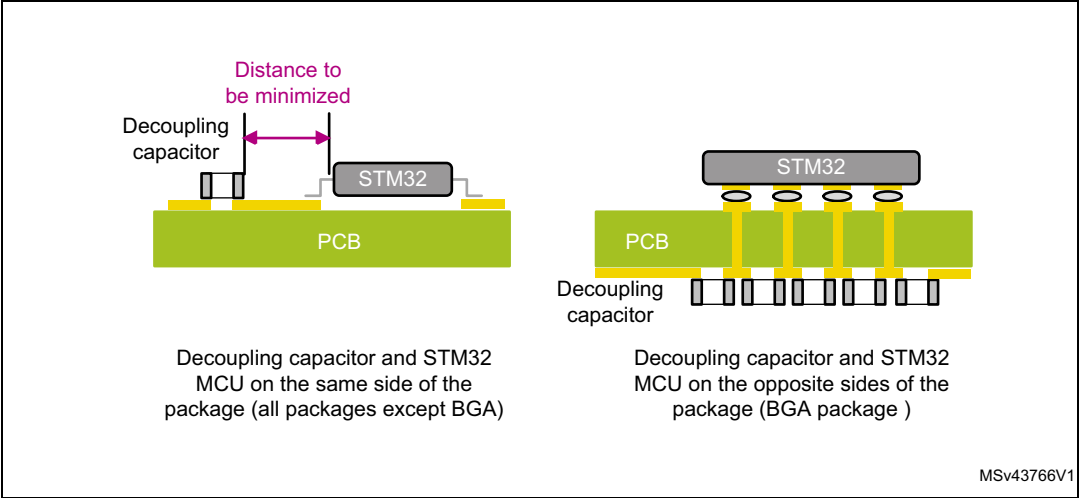 Distance to
be minimized
Decoupling
capacitor
STM32
PCB
Decoupling capacitor and STM32
MCU on the same side of the
package (all packages except BGA)
STM32
PCB
Decoupling
capacitor
Decoupling capacitor and STM32
MCU on the opposite sides of the
package (BGA package )
MSv43766V1